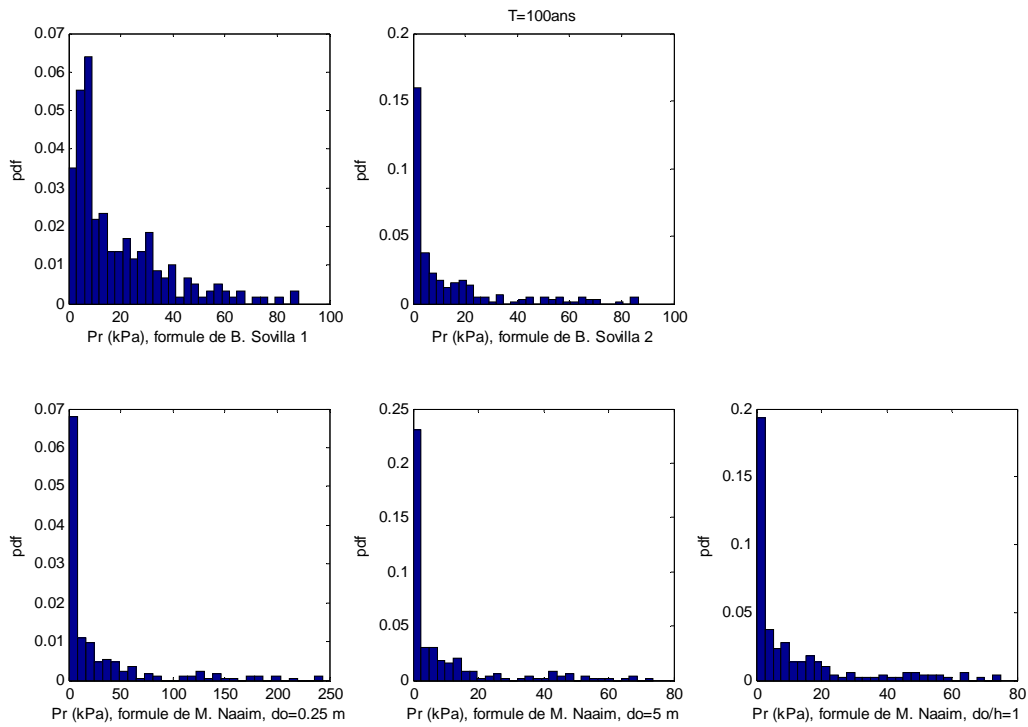 T=100ans
0.07
0.06
0.05
0.04
0.03
0.02
0.01
0
pdf
0 20 40 60 80 100
Pr (kPa), formule de B. Sovilla 1
0.2
0.15
0.1
0.05
0
pdf
0 20 40 60 80 100
Pr (kPa), formule de B. Sovilla 2
0.07
0.06
0.05
0.04
0.03
0.02
0.01
0
pdf
0 50 100 150 200 250
Pr (kPa), formule de M. Naaim, do=0.25 m
0.25
0.2
0.15
0.1
0.05
0
pdf
0 20 40 60 80
Pr (kPa), formule de M. Naaim, do=5 m
0.2
0.15
0.1
0.05
0
pdf
0 20 40 60 80
Pr (kPa), formule de M. Naaim, do/h=1